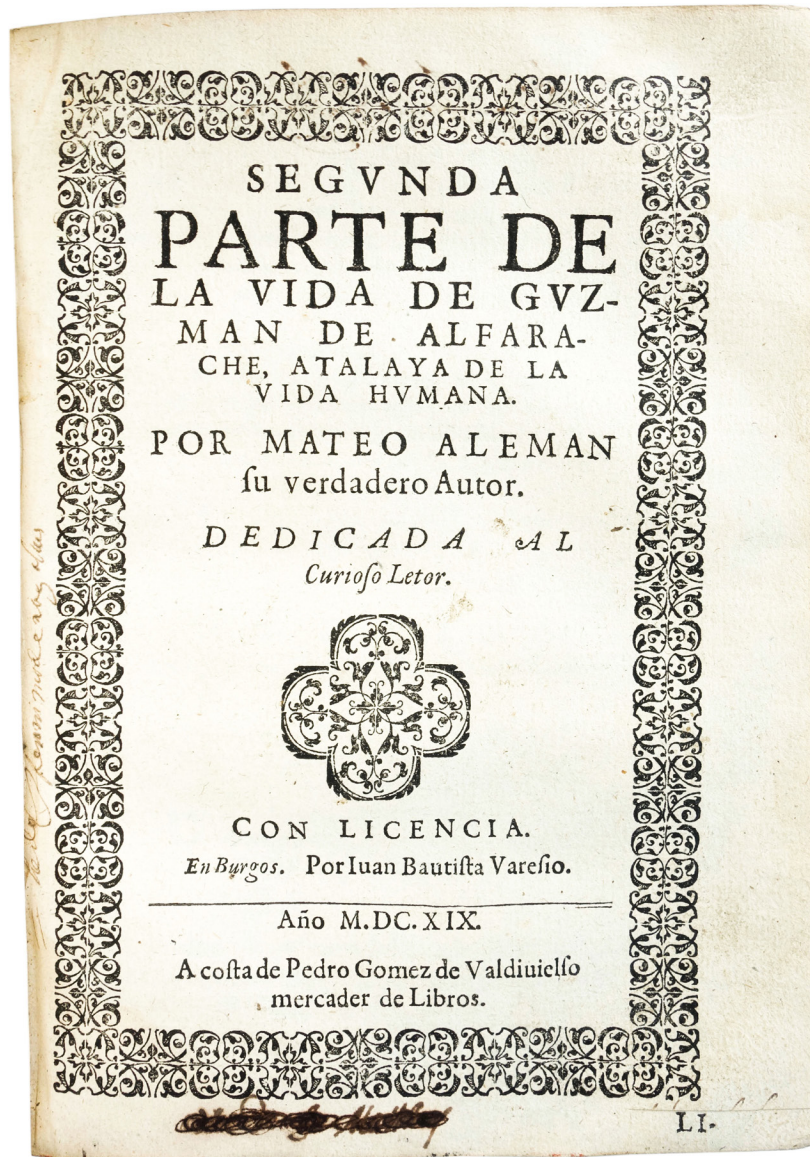 SEGVNDA
PARTE DE
LA VIDA DE GVZ-
MAN DE ALFARA-
CHE, ATALAYA DE LA
VIDA HVMANA.
POR MATEO ALEMAN
ſu verdadero Autor.
DEDICADA AL
Curioſo Letor.
CON LICENCIA.
En Burgos. Por Iuan Bautiſta Vareſio.
Año M.DC.XIX.
A coſta de Pedro Gomez de Valdiuielſo
mercader de Libros.
LI-